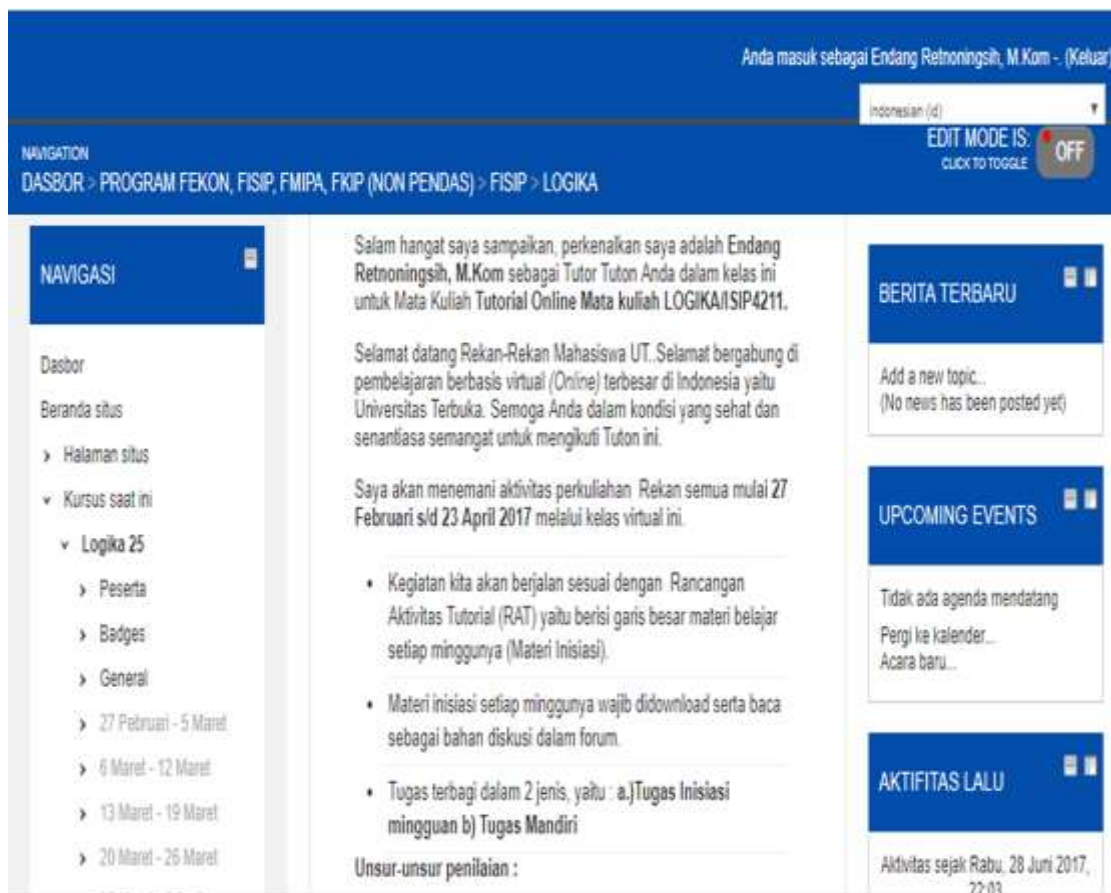 Anda masuk sebagai Endang Retnoningsih, M.Kom -. (Keluar)
Indonesian (id)
NAVIGATION
DASBOR > PROGRAM FEKON, FISIP, FMIPA, FKIP (NON PENDAS) > FISIP > LOGIKA
EDIT MODE IS:
CLICK TO TOGGLE
OFF
NAVIGASI
Dasbor
Beranda situs
Halaman situs
Kursus saat ini
Logika 25
Peserta
Badges
General
27 Februari - 5 Maret
6 Maret - 12 Maret
13 Maret - 19 Maret
20 Maret - 26 Maret
Salam hangat saya sampaikan, perkenalkan saya adalah Endang
Retnoningsih, M.Kom sebagai Tutor Tuton Anda dalam kelas ini
untuk Mata Kuliah Tutorial Online Mata kuliah LOGIKA/ISIP4211.
Selamat datang Rekan-Rekan Mahasiswa UT..Selamat bergabung di
pembelajaran berbasis virtual (Online) terbesar di Indonesia yaitu
Universitas Terbuka. Semoga Anda dalam kondisi yang sehat dan
senantiasa semangat untuk mengikuti Tuton ini.
Saya akan menemani aktivitas perkuliahan Rekan semua mulai 27
Februari s/d 23 April 2017 melalui kelas virtual ini.
• Kegiatan kita akan berjalan sesuai dengan Rancangan
Aktivitas Tutorial (RAT) yaitu berisi garis besar materi belajar
setiap minggunya (Materi Inisiasi).
• Materi inisiasi setiap minggunya wajib didownload serta baca
sebagai bahan diskusi dalam forum.
• Tugas terbagi dalam 2 jenis, yaitu : a.)Tugas Inisiasi
mingguan b) Tugas Mandiri
Unsur-unsur penilaian :
BERITA TERBARU
Add a new topic...
(No news has been posted yet)
UPCOMING EVENTS
Tidak ada agenda mendatang
Pergi ke kalender...
Acara baru...
AKTIFITAS LALU
Aktivitas sejak Rabu, 28 Juni 2017,
22:03